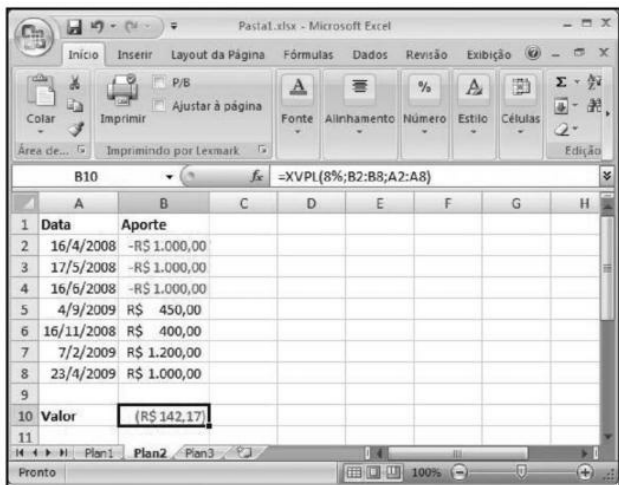 Pasta1.xlsx - Microsoft Excel
Início Inserir Layout da Página Fórmulas Dados Revisão Exibição
Colar
Imprimir
P/B
Ajustar à página
Fonte Alinhamento Número Estilo Células
Σ
Área de... Imprimindo por Lexmark Edição
B10 fx =XVPL(8%;B2:B8;A2:A8)
A B C D E F G H
1 Data Aporte
2 16/4/2008 -R$ 1.000,00
3 17/5/2008 -R$ 1.000,00
4 16/6/2008 -R$ 1.000,00
5 4/9/2009 R$ 450,00
6 16/11/2008 R$ 400,00
7 7/2/2009 R$ 1.200,00
8 23/4/2009 R$ 1.000,00
9
10 Valor (R$ 142,17)
11
Plan1 Plan2 Plan3
Pronto 100%